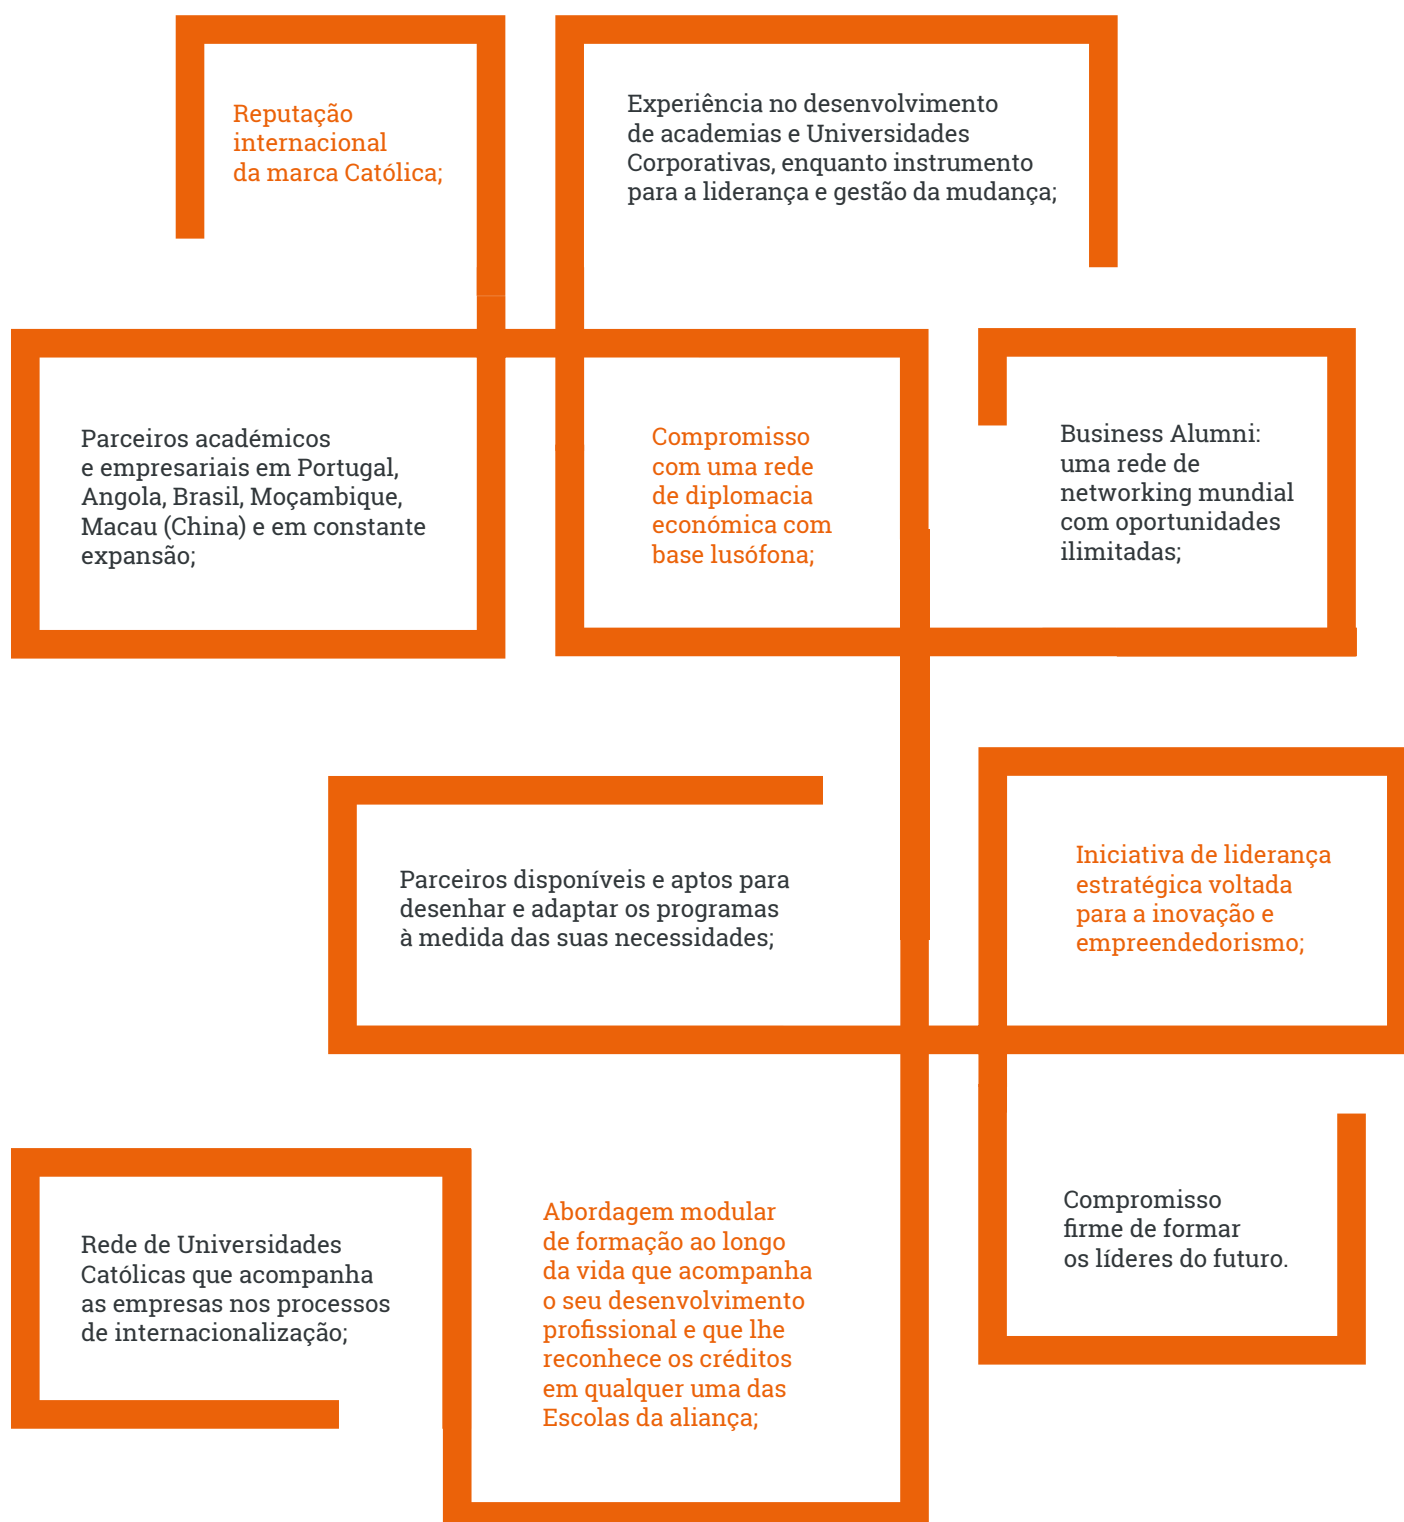 Reputação
internacional
da marca Católica;
Experiência no desenvolvimento
de academias e Universidades
Corporativas, enquanto instrumento
para a liderança e gestão da mudança;
Parceiros académicos
e empresariais em Portugal,
Angola, Brasil, Moçambique,
Macau (China) e em constante
expansão;
Compromisso
com uma rede
de diplomacia
económica com
base lusófona;
Business Alumni:
uma rede de
networking mundial
com oportunidades
ilimitadas;
Parceiros disponíveis e aptos para
desenhar e adaptar os programas
à medida das suas necessidades;
Iniciativa de liderança
estratégica voltada
para a inovação e
empreendedorismo;
Rede de Universidades
Católicas que acompanha
as empresas nos processos
de internacionalização;
Abordagem modular
de formação ao longo
da vida que acompanha
o seu desenvolvimento
profissional e que lhe
reconhece os créditos
em qualquer uma das
Escolas da aliança;
Compromisso
firme de formar
os líderes do futuro.